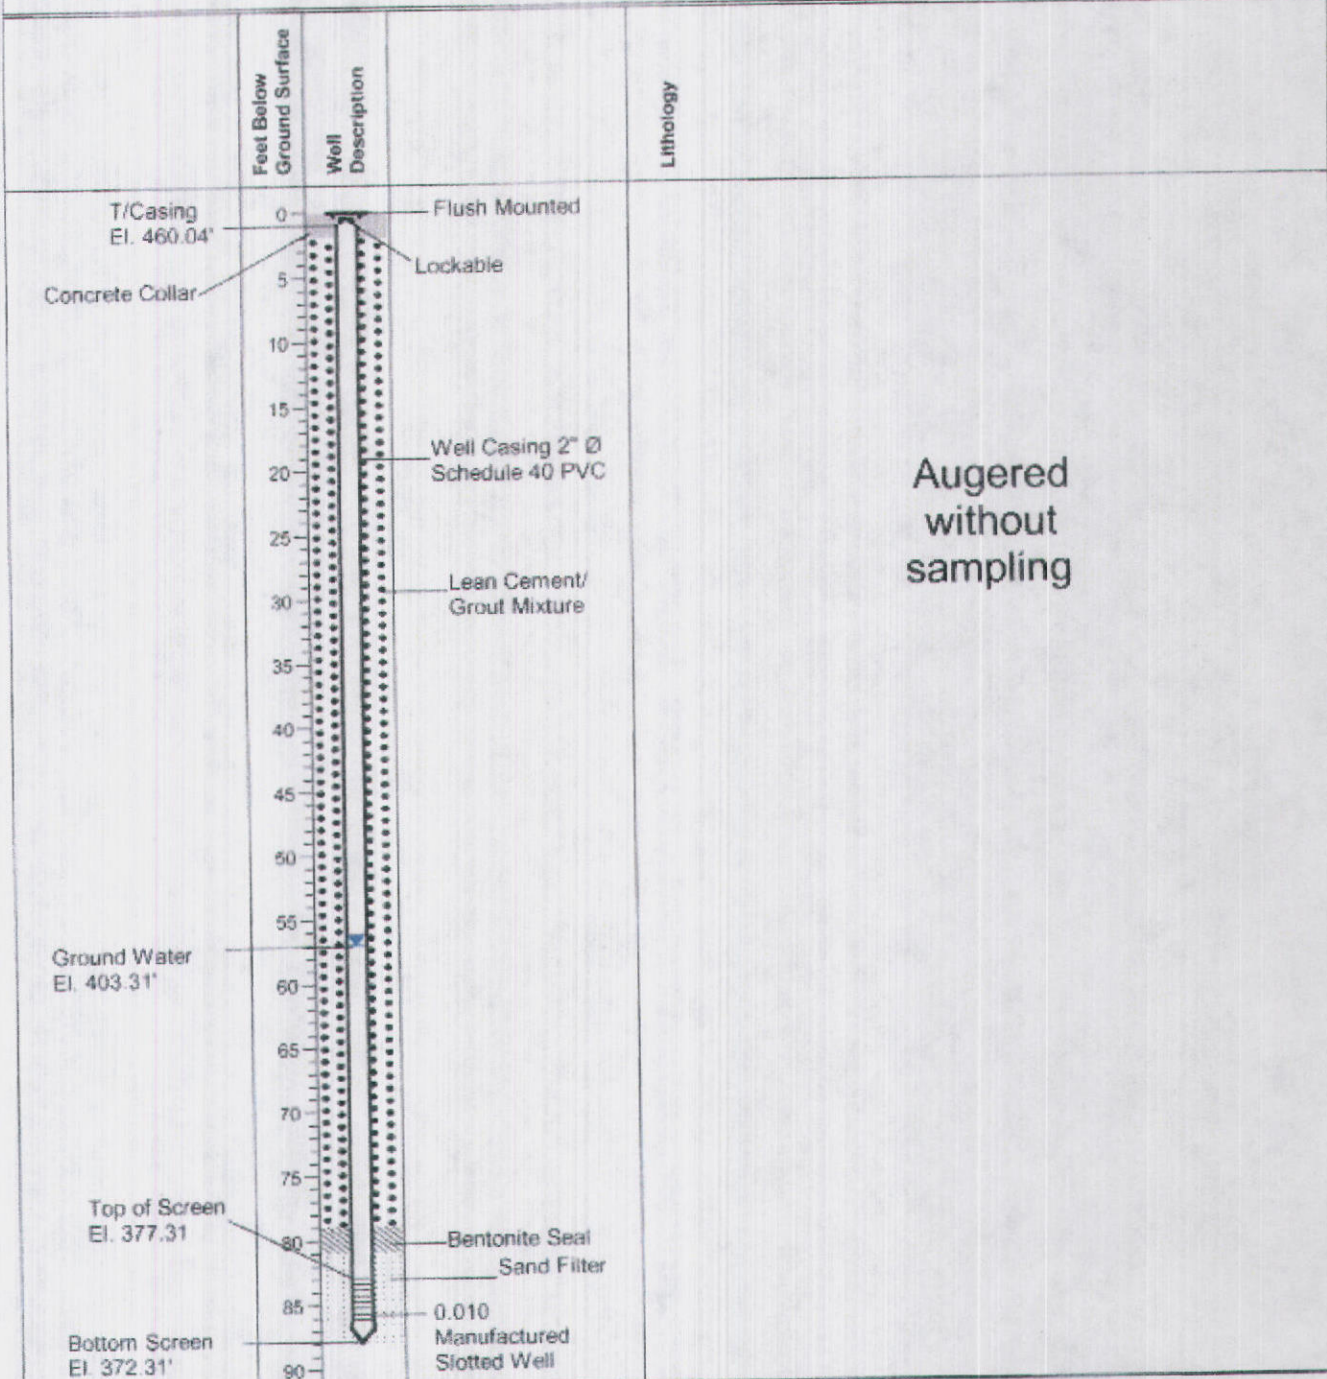 Feet Below
Ground Surface
Well
Description
Lithology
T/Casing
El. 460.04'
Concrete Collar
0
Flush Mounted
Lockable
5
10
15
Well Casing 2" Ø
Schedule 40 PVC
20
25
Lean Cement/
Grout Mixture
30
35
40
45
50
55
Ground Water
El. 403.31'
60
65
70
75
Top of Screen
El. 377.31
80
Bentonite Seal
Sand Filter
85
0.010
Manufactured
Slotted Well
Bottom Screen
El. 372.31'
90
Augered
without
sampling